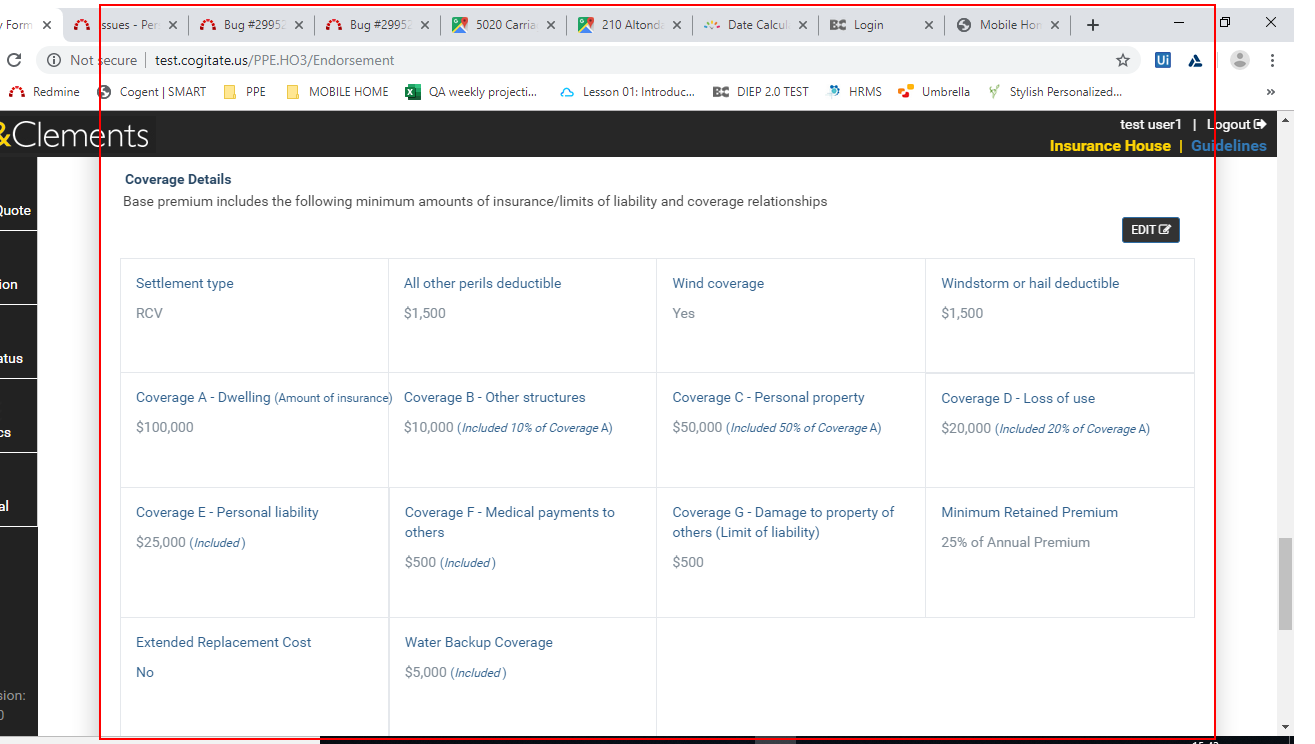 Form
ssues - Per
Bug #2995
Bug #2995
5020 Carria
210 Altonda
Date Calcul
Login
Mobile Hom
Not secure | test.cogitate.us/PPE.HO3/Endorsement
Redmine Cogent | SMART PPE MOBILE HOME QA weekly projecti... Lesson 01: Introduc... DIEP 2.0 TEST HRMS Umbrella Stylish Personalized... »
&Clements
test user1 | Logout
Insurance House | Guidelines
Quote
ion
atus
cs
al
sion:
0
Coverage Details
Base premium includes the following minimum amounts of insurance/limits of liability and coverage relationships
EDIT
Settlement type
RCV
All other perils deductible
$1,500
Wind coverage
Yes
Windstorm or hail deductible
$1,500
Coverage A - Dwelling (Amount of insurance)
$100,000
Coverage B - Other structures
$10,000 (Included 10% of Coverage A)
Coverage C - Personal property
$50,000 (Included 50% of Coverage A)
Coverage D - Loss of use
$20,000 (Included 20% of Coverage A)
Coverage E - Personal liability
$25,000 (Included )
Coverage F - Medical payments to
others
$500 (Included )
Coverage G - Damage to property of
others (Limit of liability)
$500
Minimum Retained Premium
25% of Annual Premium
Extended Replacement Cost
No
Water Backup Coverage
$5,000 (Included )